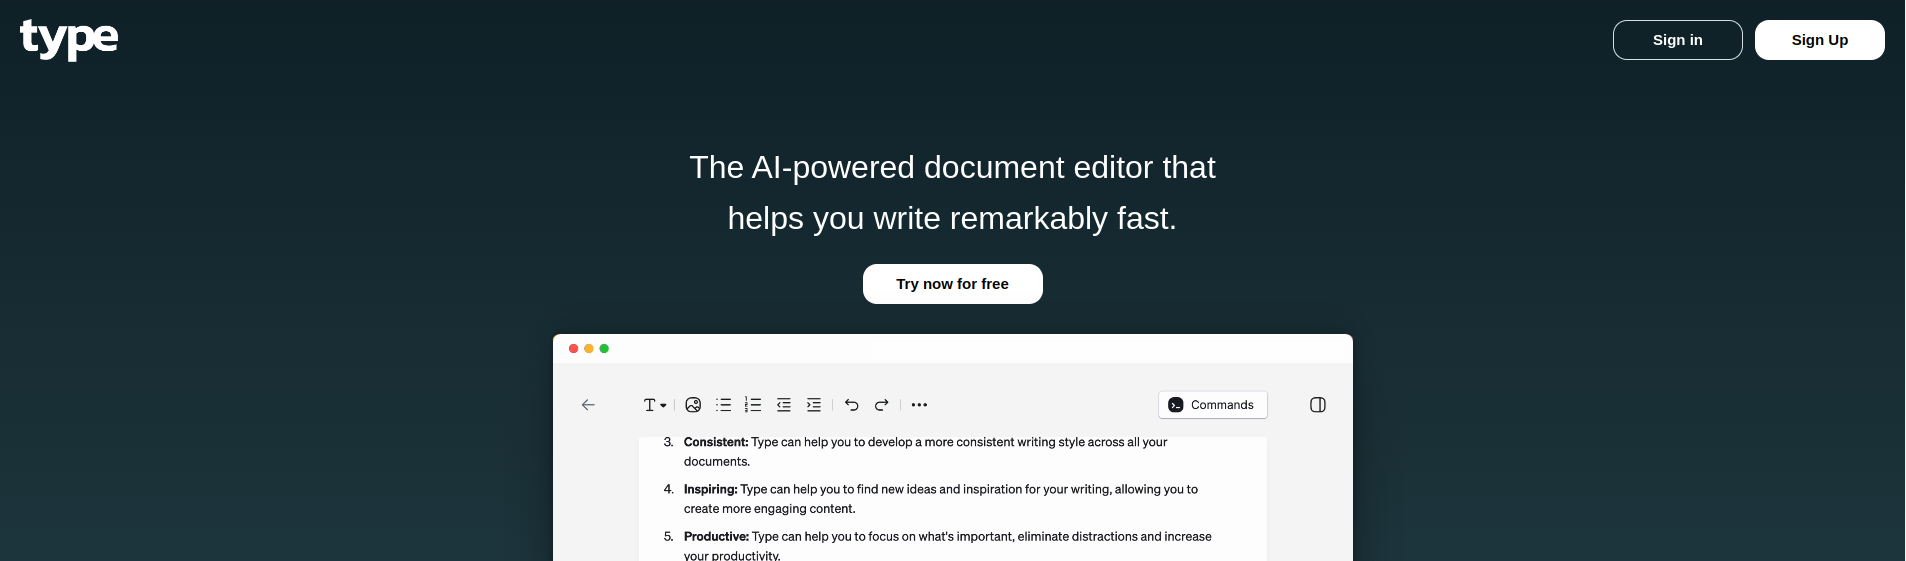 type
Sign in
Sign Up
The AI-powered document editor that
helps you write remarkably fast.
Try now for free
Commands
3. Consistent: Type can help you to develop a more consistent writing style across all your
documents.
4. Inspiring: Type can help you to find new ideas and inspiration for your writing, allowing you to
create more engaging content.
5. Productive: Type can help you to focus on what's important, eliminate distractions and increase
your productivity.